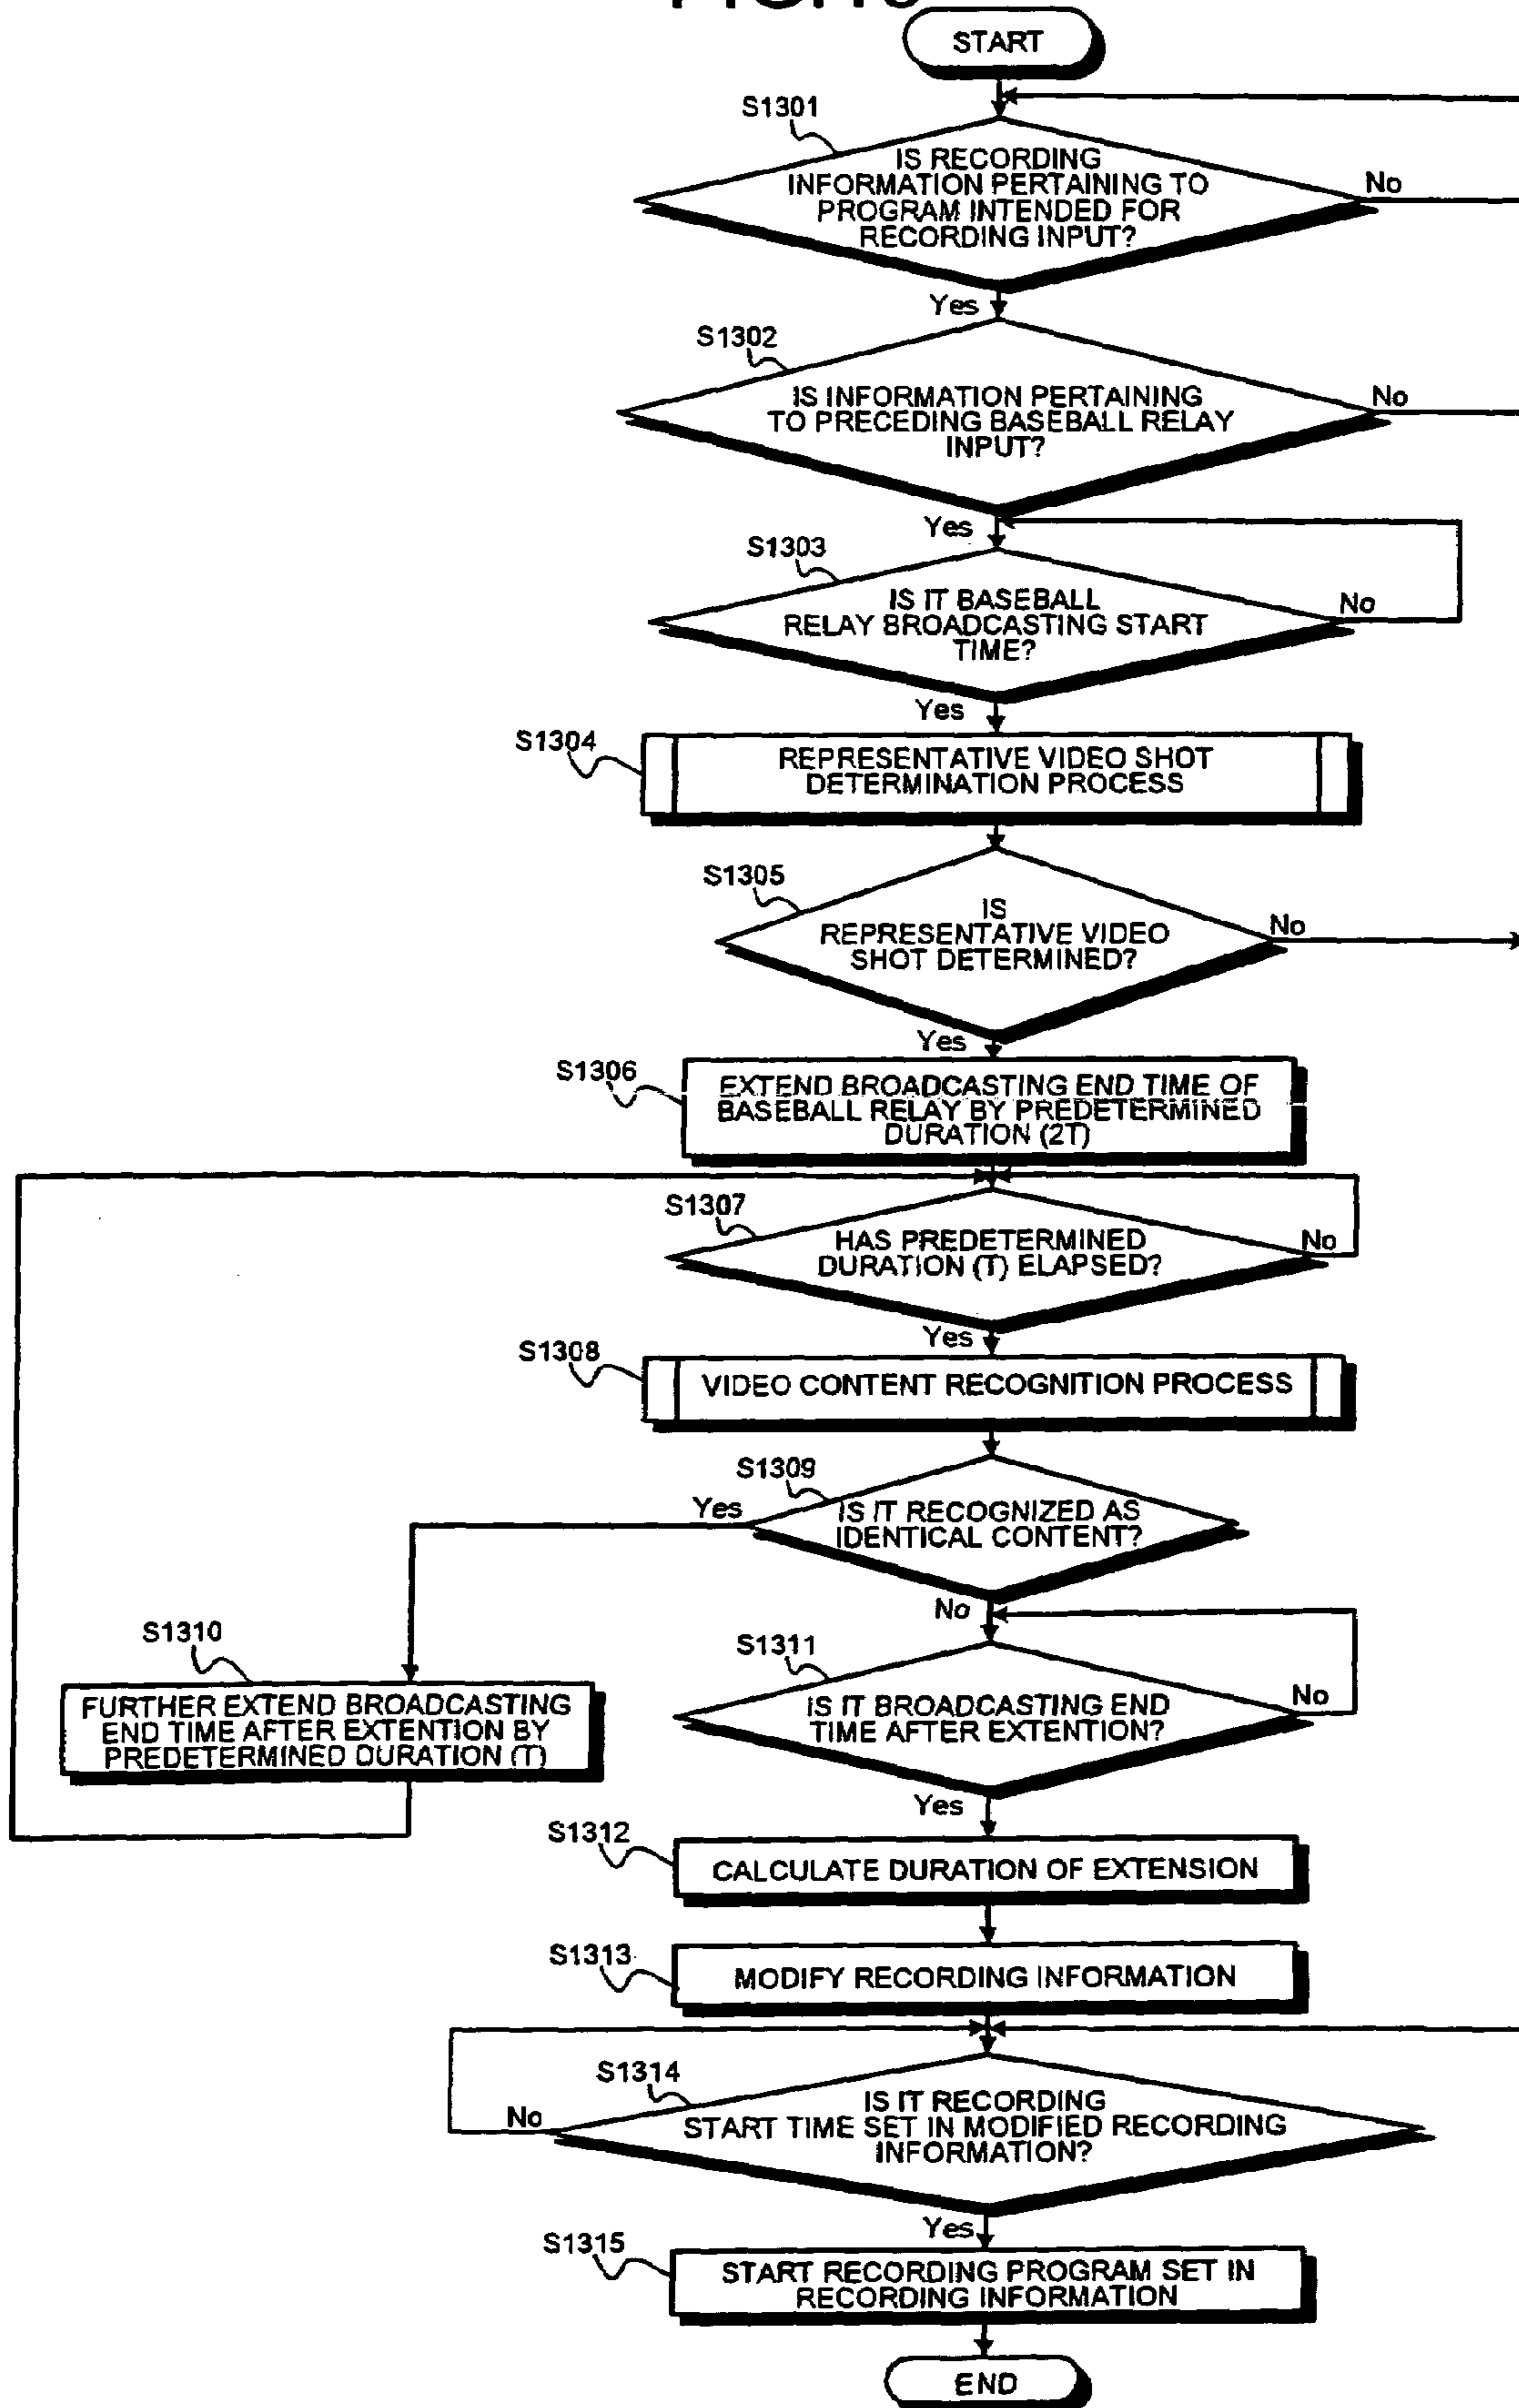 START
S1301
IS RECORDING
INFORMATION PERTAINING TO
PROGRAM INTENDED FOR
RECORDING INPUT?
No
Yes
S1302
IS INFORMATION PERTAINING
TO PRECEDING BASEBALL RELAY
INPUT?
No
Yes
S1303
IS IT BASEBALL
RELAY BROADCASTING START
TIME?
No
Yes
S1304
REPRESENTATIVE VIDEO SHOT
DETERMINATION PROCESS
S1305
IS
REPRESENTATIVE VIDEO
SHOT DETERMINED?
No
Yes
S1306
EXTEND BROADCASTING END TIME OF
BASEBALL RELAY BY PREDETERMINED
DURATION (2T)
S1307
HAS PREDETERMINED
DURATION (T) ELAPSED?
No
Yes
S1308
VIDEO CONTENT RECOGNITION PROCESS
S1309
IS IT RECOGNIZED AS
IDENTICAL CONTENT?
Yes
No
S1310
FURTHER EXTEND BROADCASTING
END TIME AFTER EXTENTION BY
PREDETERMINED DURATION (T)
S1311
IS IT BROADCASTING END
TIME AFTER EXTENTION?
No
Yes
S1312
CALCULATE DURATION OF EXTENSION
S1313
MODIFY RECORDING INFORMATION
S1314
IS IT RECORDING
START TIME SET IN MODIFIED RECORDING
INFORMATION?
No
Yes
S1315
START RECORDING PROGRAM SET IN
RECORDING INFORMATION
END